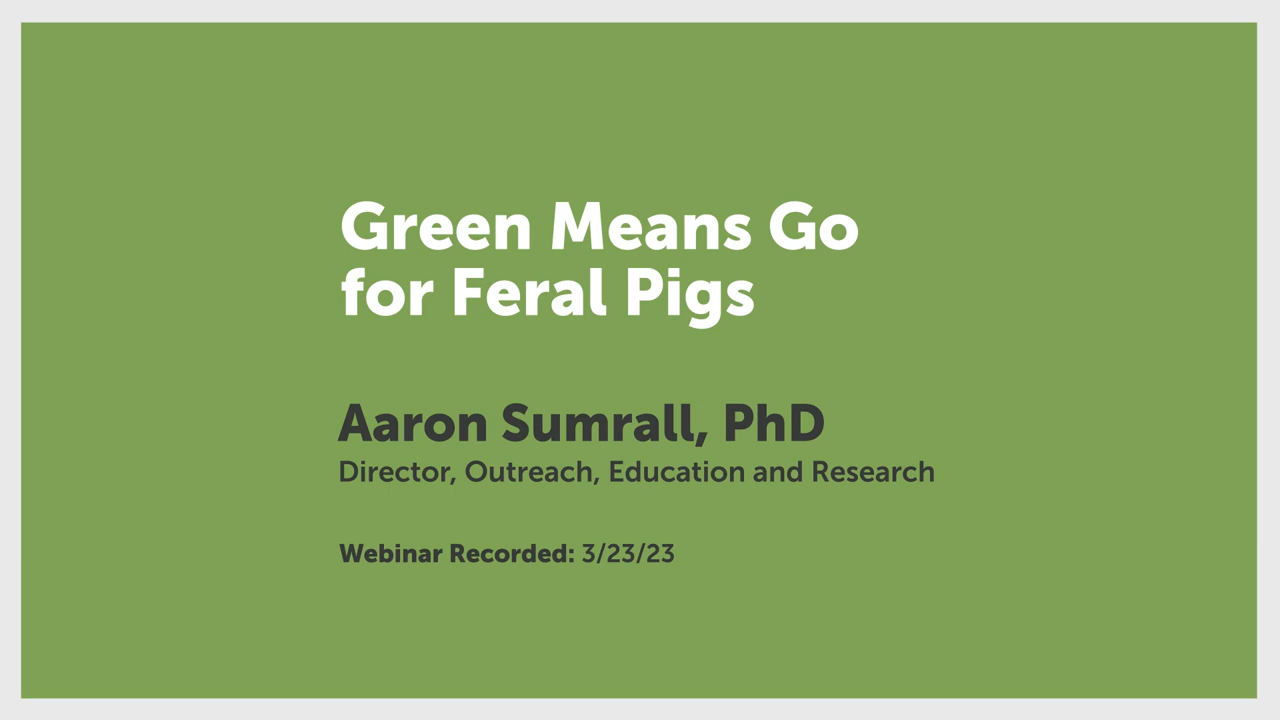 Green Means Go
for Feral Pigs
Aaron Sumrall, PhD
Director, Outreach, Education and Research
Webinar Recorded: 3/23/23